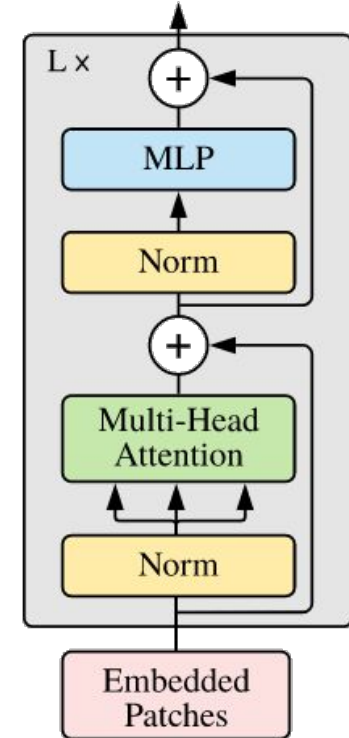 L ×
+
MLP
Norm
+
Multi-Head
Attention
Norm
Embedded
Patches